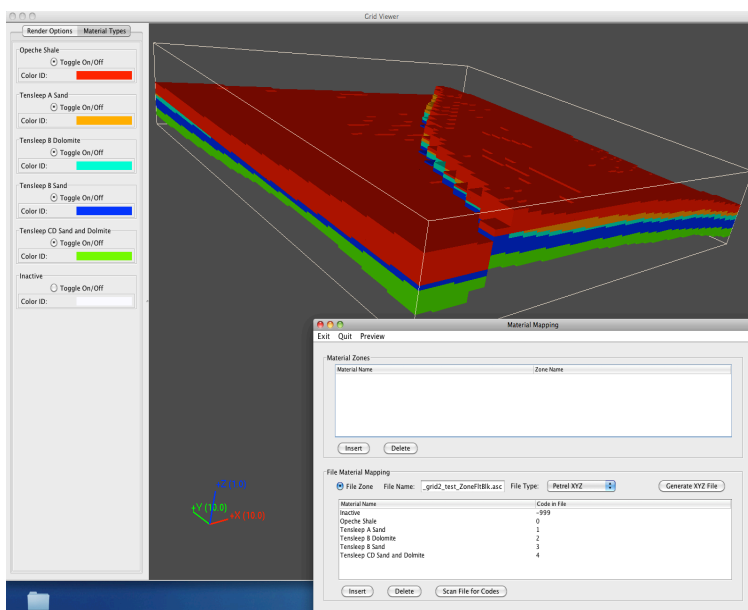 Grid Viewer
Render Options Material Types
Opeche Shale
Toggle On/Off
Color ID:
Tensleep A Sand
Toggle On/Off
Color ID:
Tensleep B Dolomite
Toggle On/Off
Color ID:
Tensleep B Sand
Toggle On/Off
Color ID:
Tensleep CD Sand and Dolmite
Toggle On/Off
Color ID:
Inactive
Toggle On/Off
Color ID:
+Z (1.0)
+Y (10.0)
+X (10.0)
Material Mapping
Exit Quit Preview
Material Zones
Material Name Zone Name
Insert Delete
File Material Mapping
File Zone File Name: _grid2_test_ZoneFltBlk.asc File Type: Petrel XYZ Generate XYZ File
Material Name Code in File
Inactive -999
Opeche Shale 0
Tensleep A Sand 1
Tensleep B Dolomite 2
Tensleep B Sand 3
Tensleep CD Sand and Dolmite 4
Insert Delete Scan File for Codes